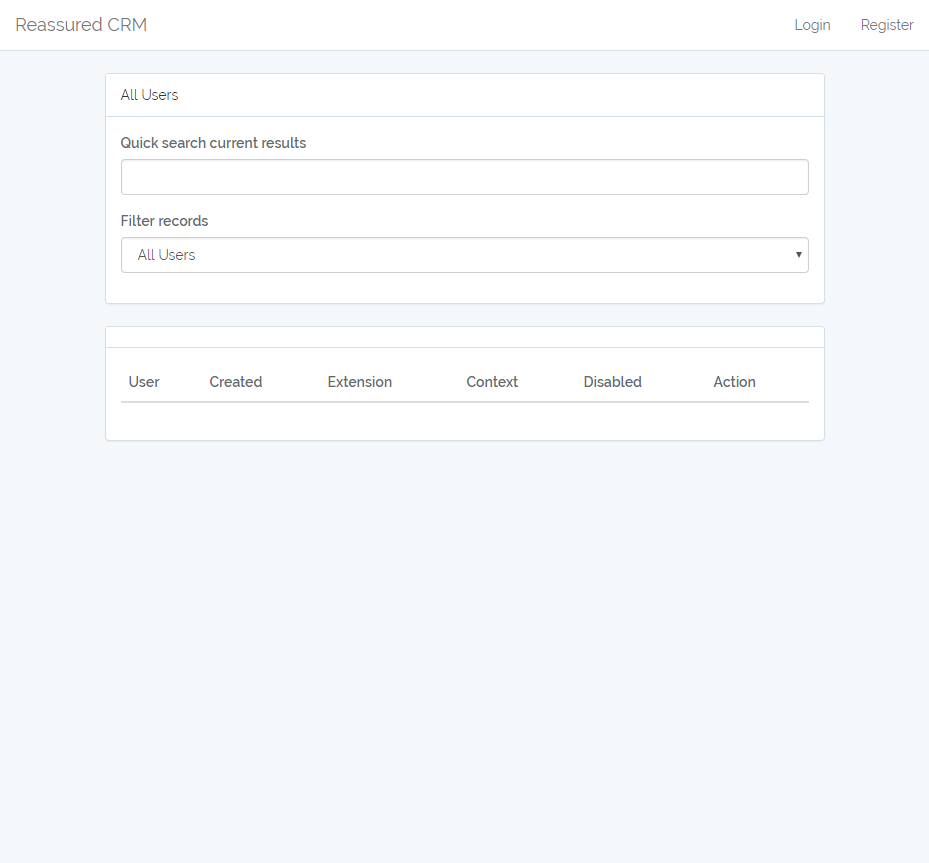 Reassured CRM Login Register
All Users
Quick search current results
Filter records
All Users
User Created Extension Context Disabled Action